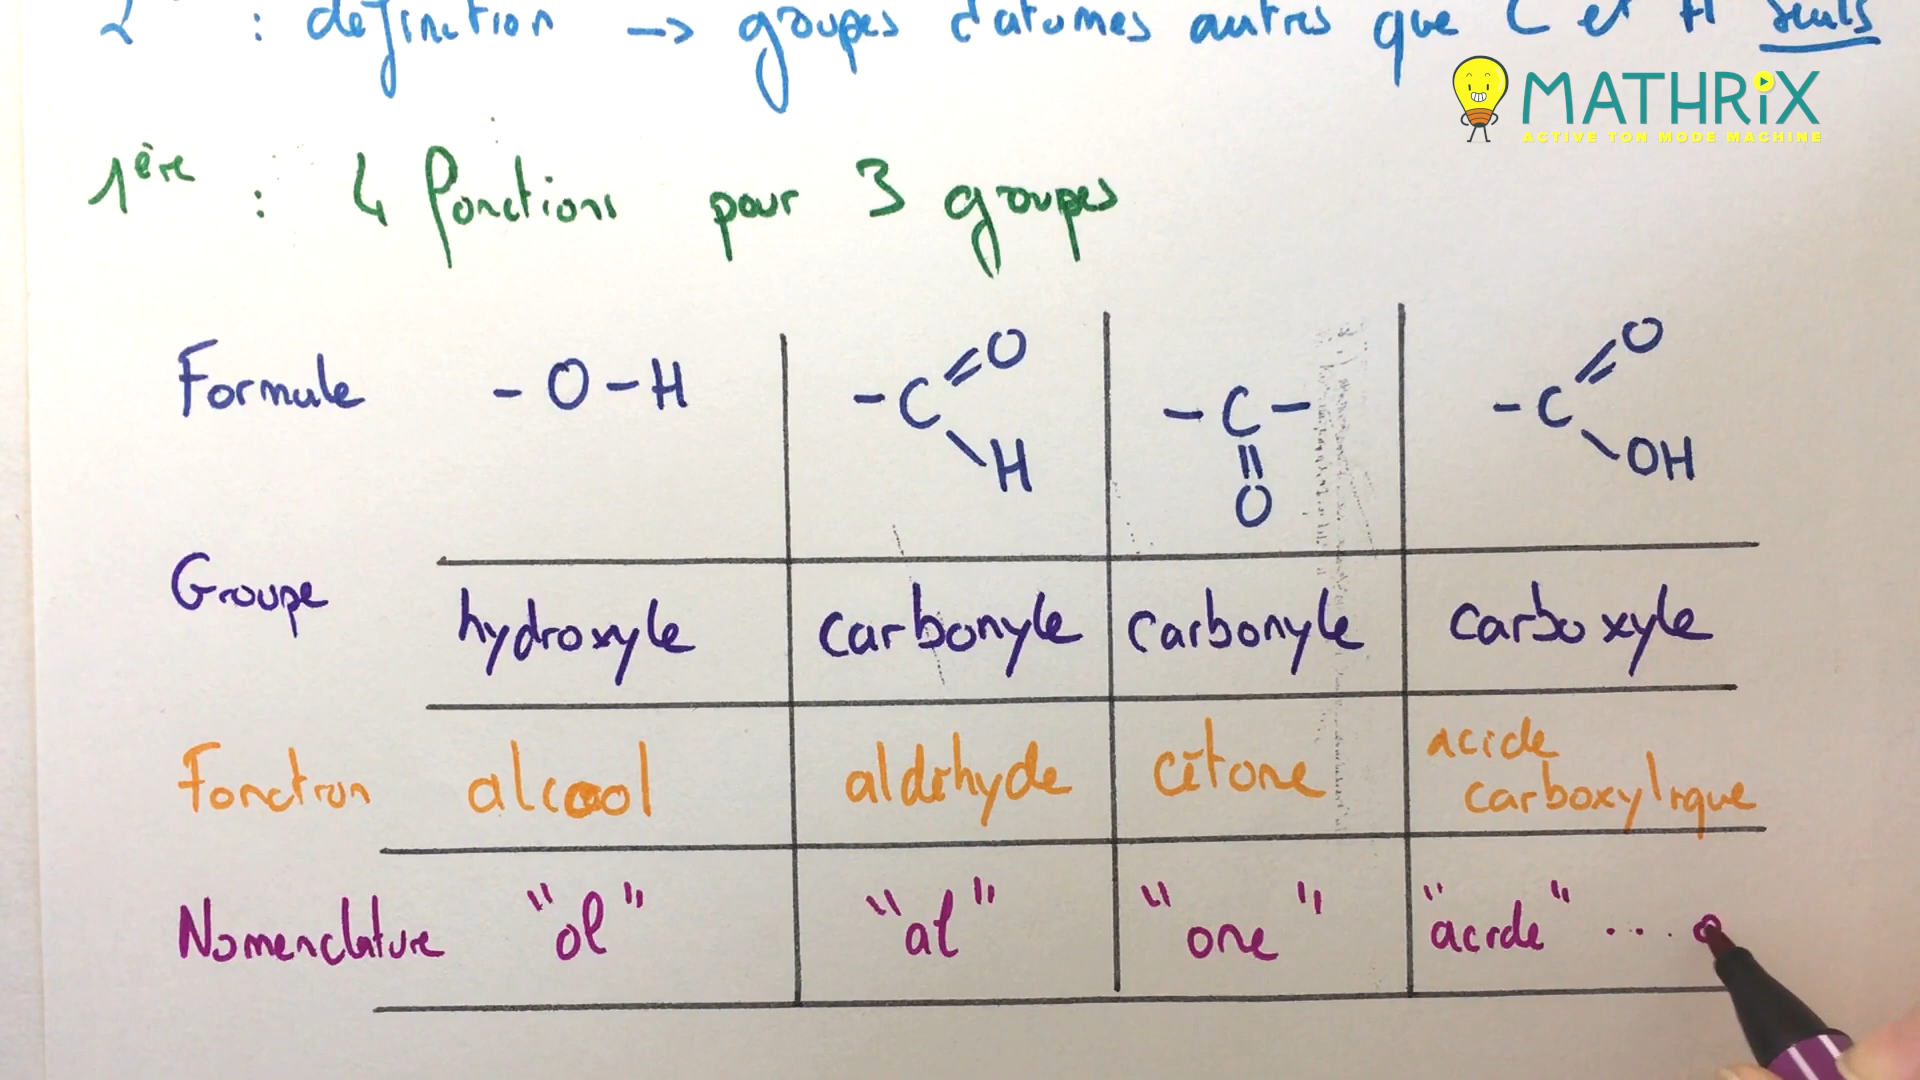 2 : définition → groupes d'atomes autres que C et H seuls
MATHRiX
ACTIVE TON MODE MACHINE
1ère : 4 fonctions pour 3 groupes
Formule - O - H - C = O \ H - C - || O - C = O \ OH
Groupe hydroxyle carbonyle carbonyle carboxyle
Fonction alcool aldéhyde cétone acide carboxylique
Nomenclature "ol" "al" "one" "acide" ... o